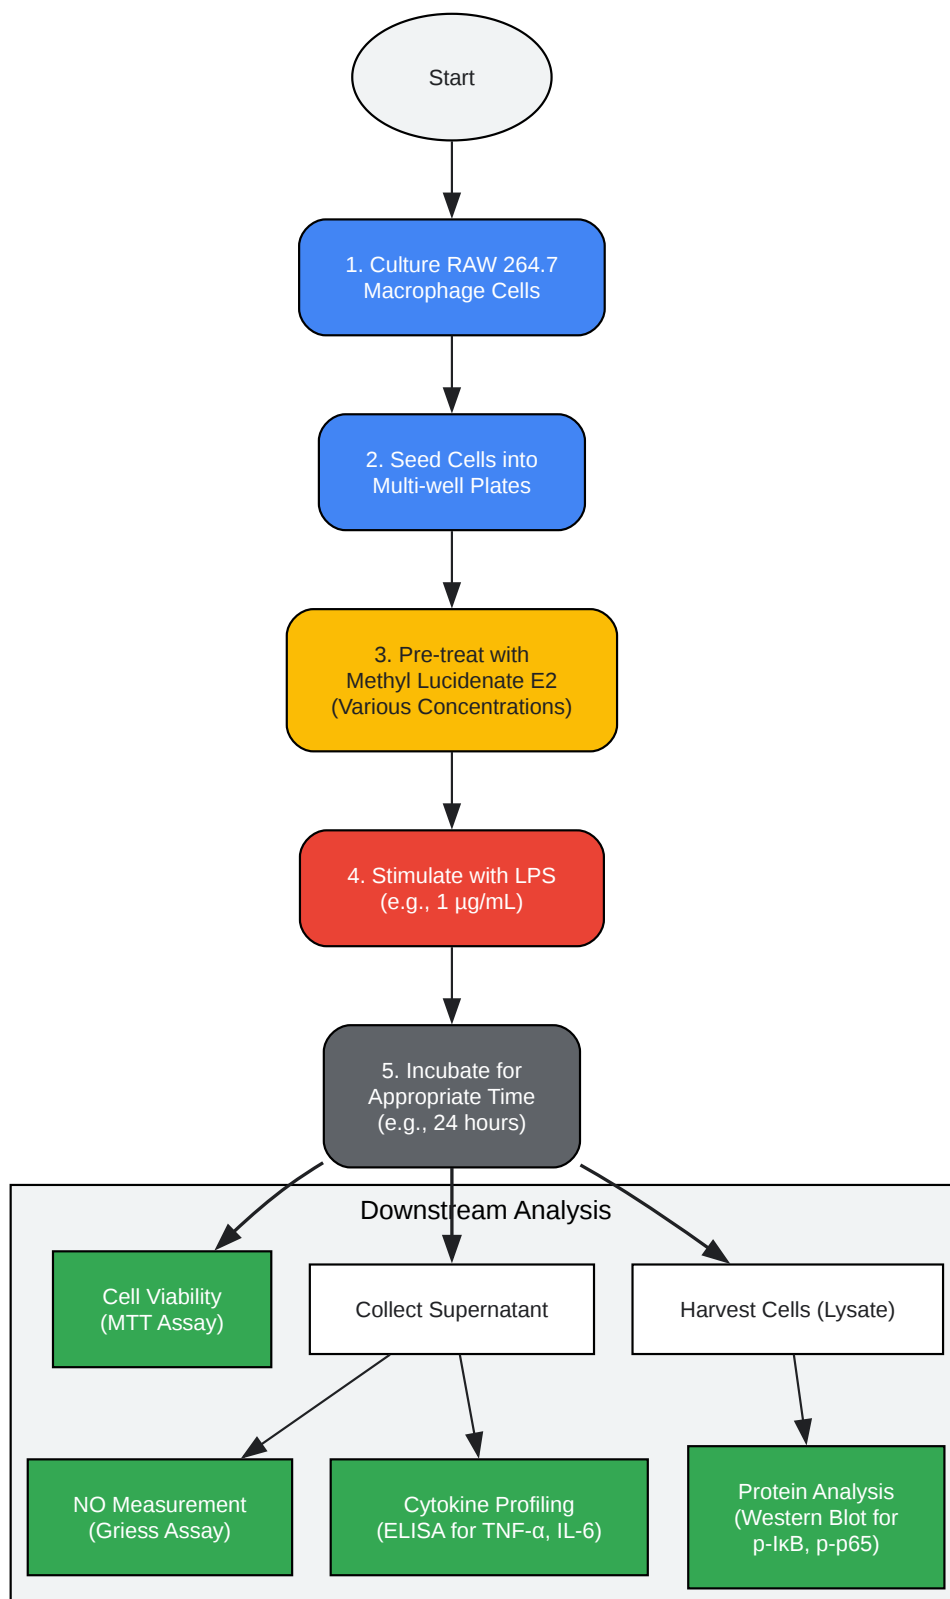 Start
1. Culture RAW 264.7
Macrophage Cells
2. Seed Cells into
Multi-well Plates
3. Pre-treat with
Methyl Lucidenate E2
(Various Concentrations)
4. Stimulate with LPS
(e.g., 1 µg/mL)
5. Incubate for
Appropriate Time
(e.g., 24 hours)
Downstream Analysis
Cell Viability
(MTT Assay)
Collect Supernatant
Harvest Cells (Lysate)
NO Measurement
(Griess Assay)
Cytokine Profiling
(ELISA for TNF-α, IL-6)
Protein Analysis
(Western Blot for
p-IκB, p-p65)